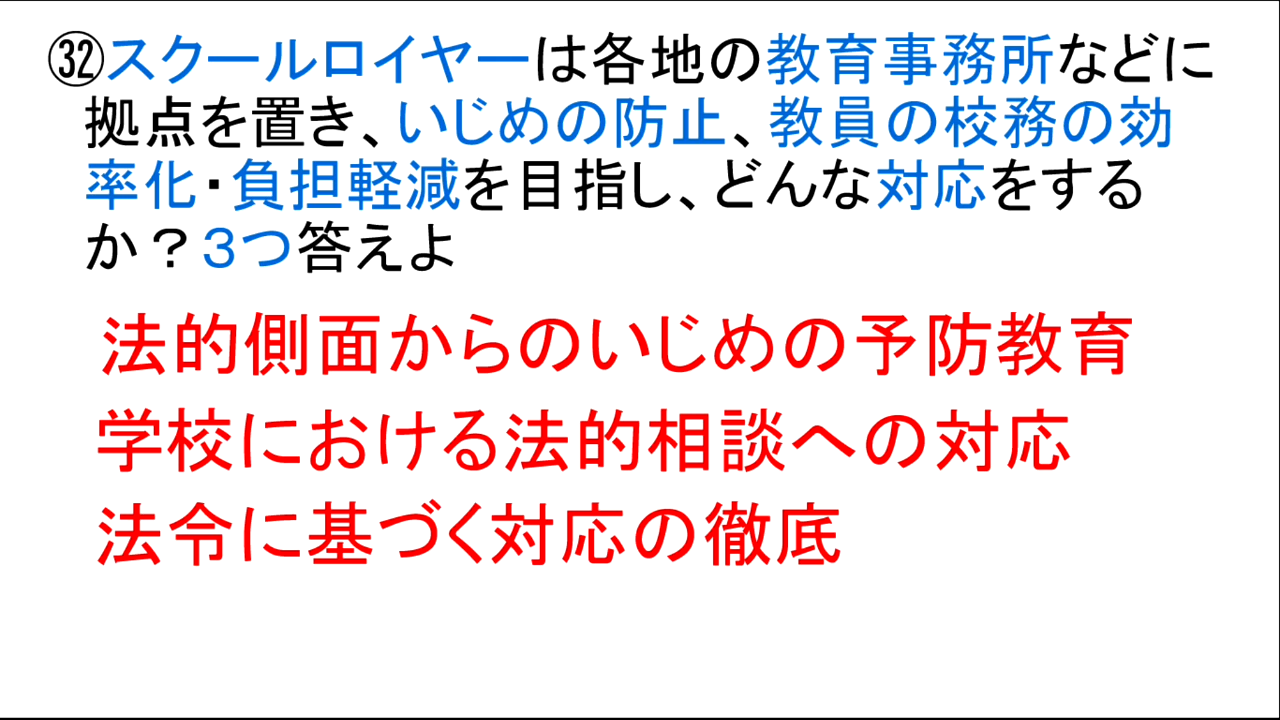 ㉜スクールロイヤーは各地の教育事務所などに
拠点を置き、いじめの防止、教員の校務の効
率化・負担軽減を目指し、どんな対応をする
か？３つ答えよ
法的側面からのいじめの予防教育
学校における法的相談への対応
法令に基づく対応の徹底